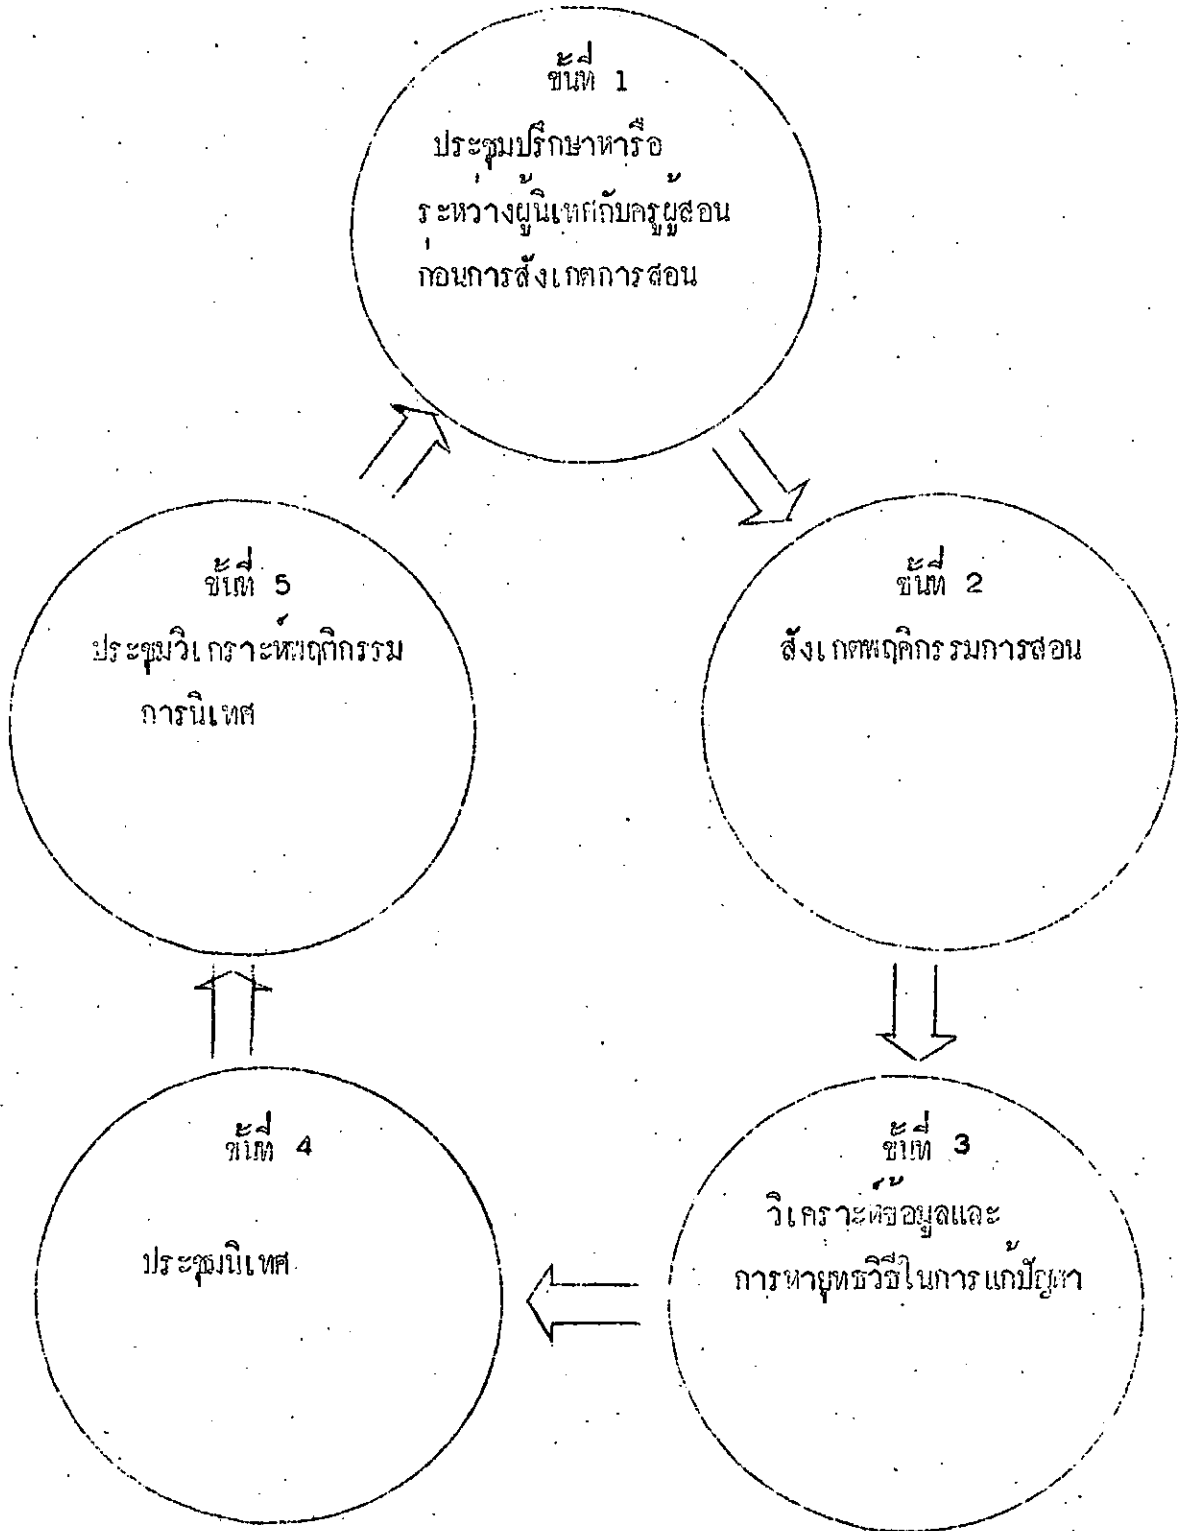 ขั้นที่ 1
ประชุมปรึกษาหารือ
ระหว่างผู้นิเทศกับครูผู้สอน
ก่อนการสังเกตการสอน
ขั้นที่ 2
สังเกตพฤติกรรมการสอน
ขั้นที่ 3
วิเคราะห์ข้อมูลและ
การหายุทธวิธีในการแก้ปัญหา
ขั้นที่ 4
ประชุมนิเทศ
ขั้นที่ 5
ประชุมวิเคราะห์พฤติกรรม
การนิเทศ